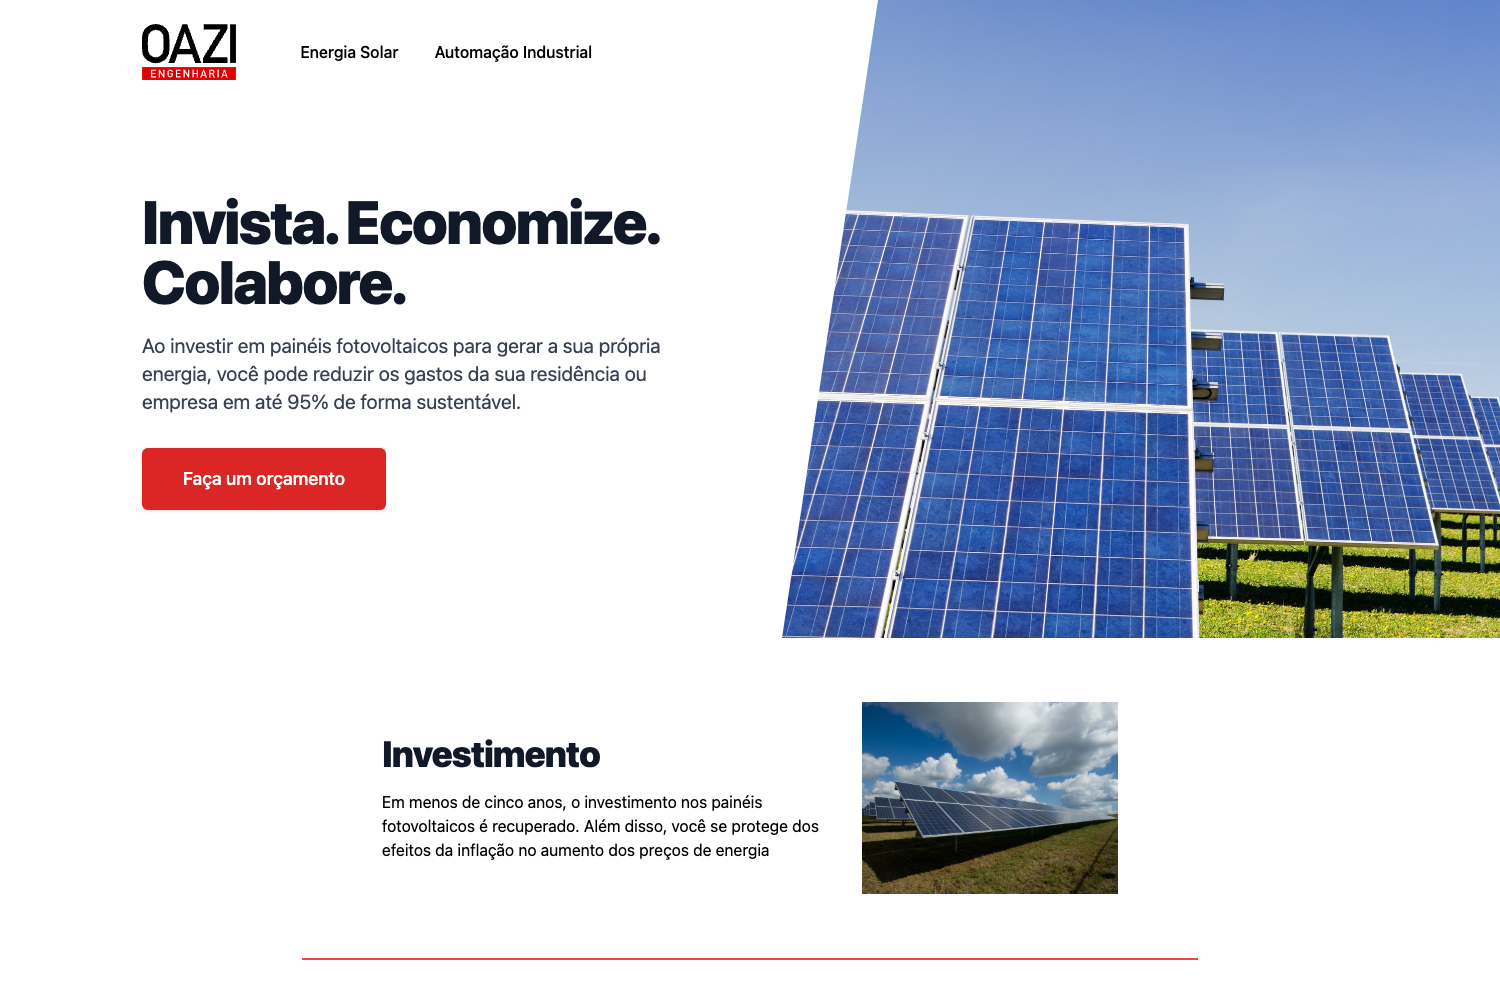 OAZI
ENGENHARIA
Energia Solar
Automação Industrial
Invista. Economize.
Colabore.
Ao investir em painéis fotovoltaicos para gerar a sua própria
energia, você pode reduzir os gastos da sua residência ou
empresa em até 95% de forma sustentável.
Faça um orçamento
Investimento
Em menos de cinco anos, o investimento nos painéis
fotovoltaicos é recuperado. Além disso, você se protege dos
efeitos da inflação no aumento dos preços de energia